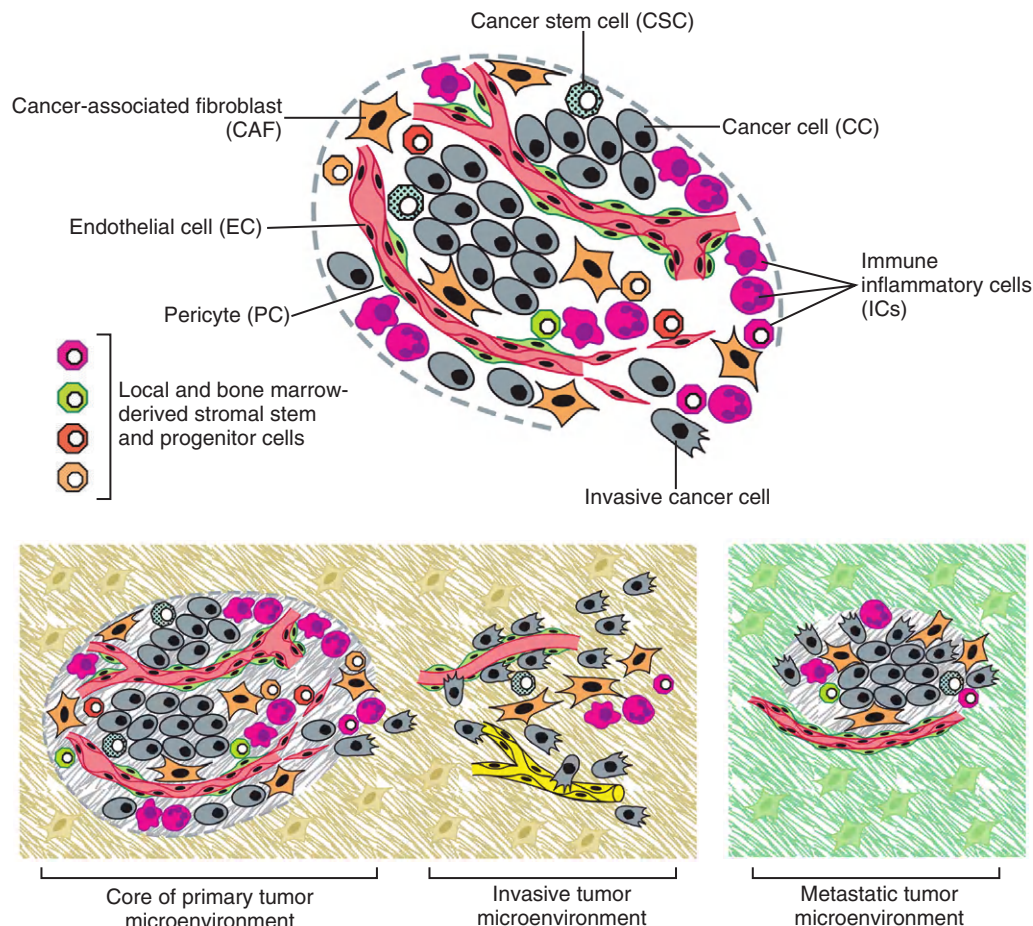 Cancer stem cell (CSC)
Cancer-associated fibroblast
(CAF)
Cancer cell (CC)
Endothelial cell (EC)
Immune
inflammatory cells
(ICs)
Pericyte (PC)
Local and bone marrow-
derived stromal stem
and progenitor cells
Invasive cancer cell
Core of primary tumor
microenvironment
Invasive tumor
microenvironment
Metastatic tumor
microenvironment